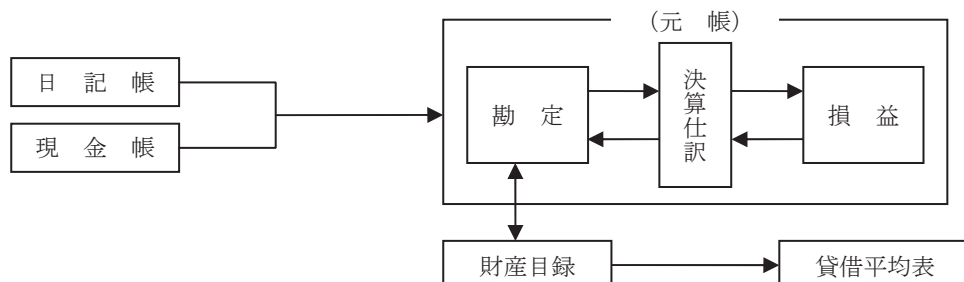 (元　帳)
日　記　帳
現　金　帳
勘　定
決算仕訳
損　益
財産目録
貸借平均表